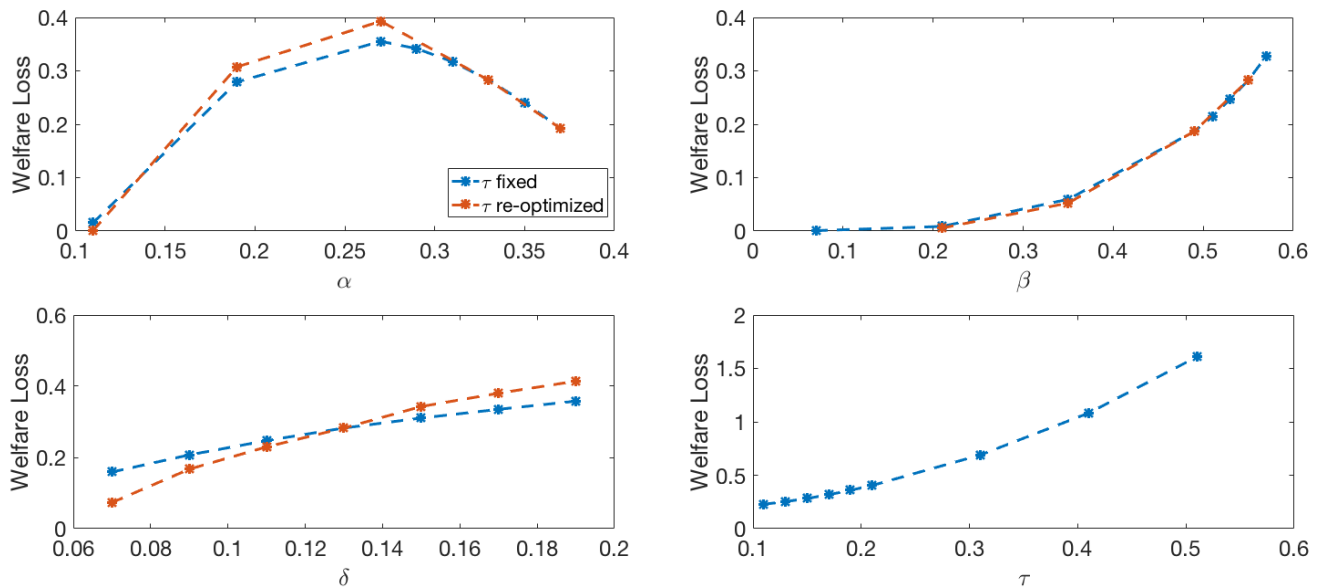 0.4
0.3
0.2
0.1
0
Welfare Loss
0.1 0.15 0.2 0.25 0.3 0.35 0.4
α
τ fixed
τ re-optimized
0.4
0.3
0.2
0.1
0
Welfare Loss
0 0.1 0.2 0.3 0.4 0.5 0.6
β
0.6
0.4
0.2
0
Welfare Loss
0.06 0.08 0.1 0.12 0.14 0.16 0.18 0.2
δ
2
1.5
1
0.5
0
Welfare Loss
0.1 0.2 0.3 0.4 0.5 0.6
τ